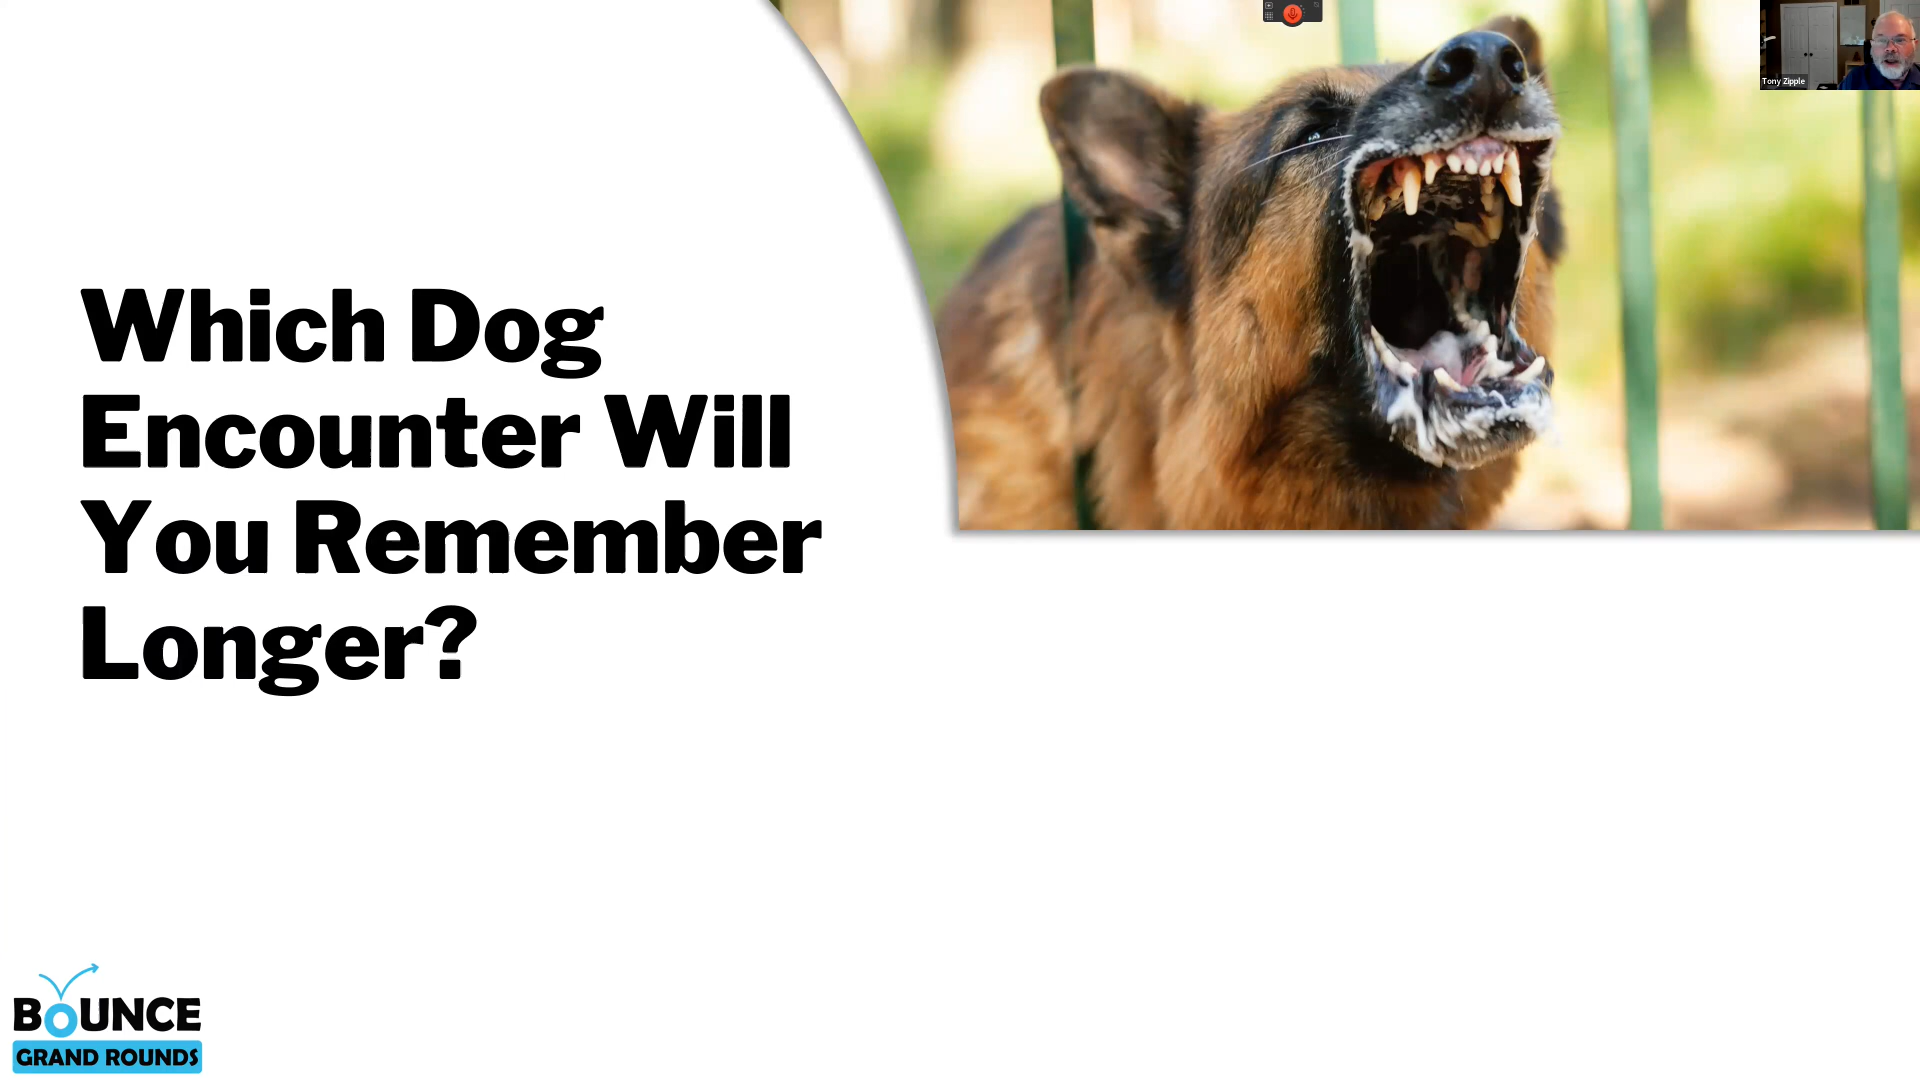 Which Dog
Encounter Will
You Remember
Longer?
Tony Zipple
BOUNCE
GRAND ROUNDS